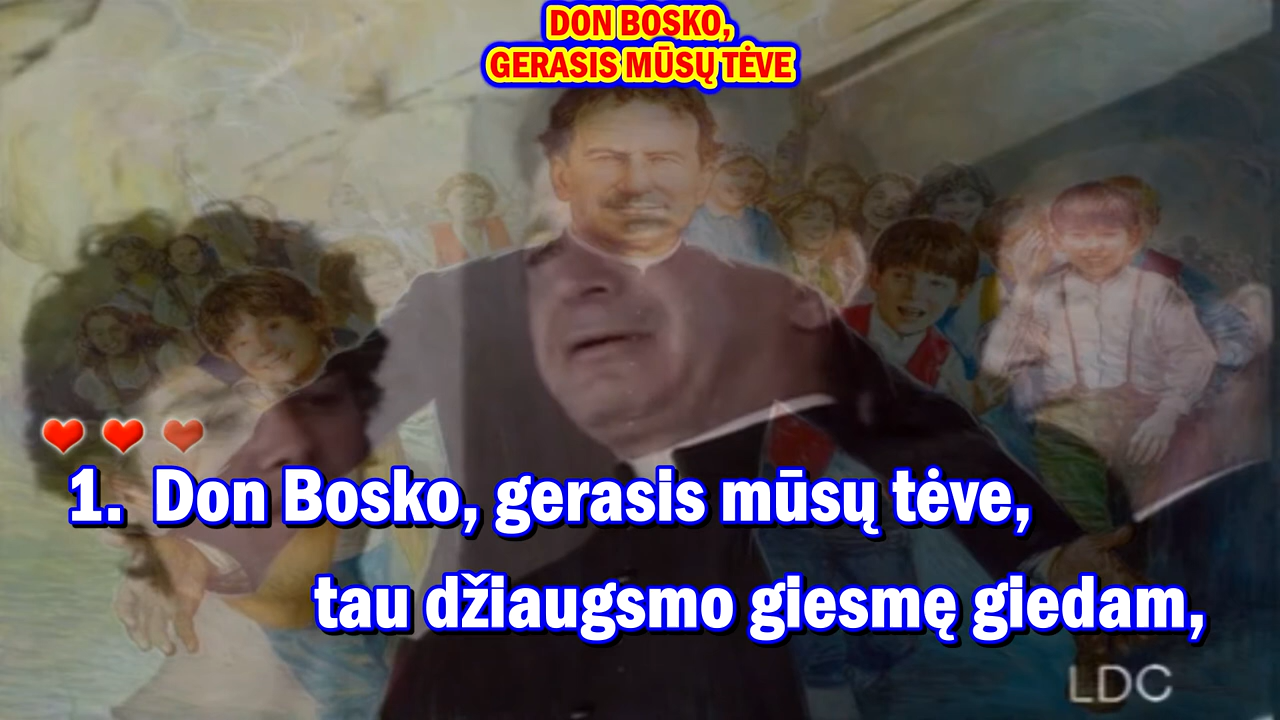 DON BOSKO,
GERASIS MŪSŲ TĖVE
1. Don Bosko, gerasis mūsų tėve,
tau džiaugsmo giesmę giedam,
LDC